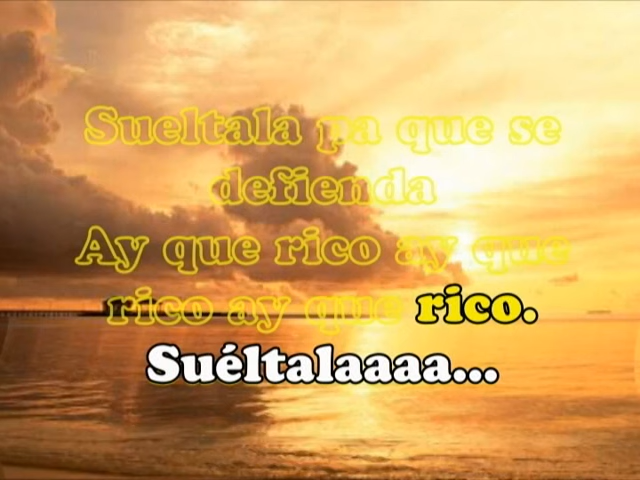 Sueltala pa que se
defienda
Ay que rico ay que
rico ay que rico.
Suéltalaaaa...